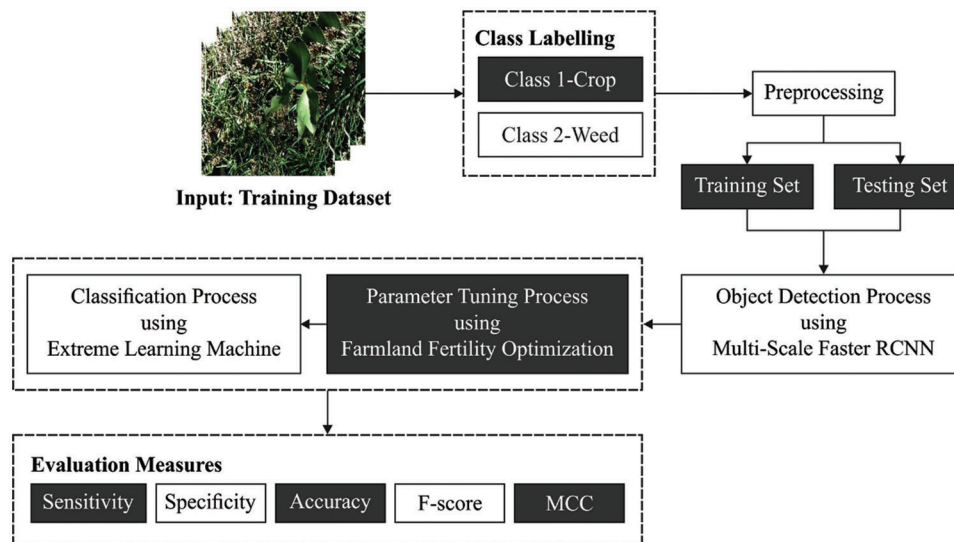 Class Labelling
Class 1-Crop
Class 2-Weed
Input: Training Dataset
Preprocessing
Training Set
Testing Set
Object Detection Process
using
Multi-Scale Faster RCNN
Parameter Tuning Process
using
Farmland Fertility Optimization
Classification Process
using
Extreme Learning Machine
Evaluation Measures
Sensitivity
Specificity
Accuracy
F-score
MCC